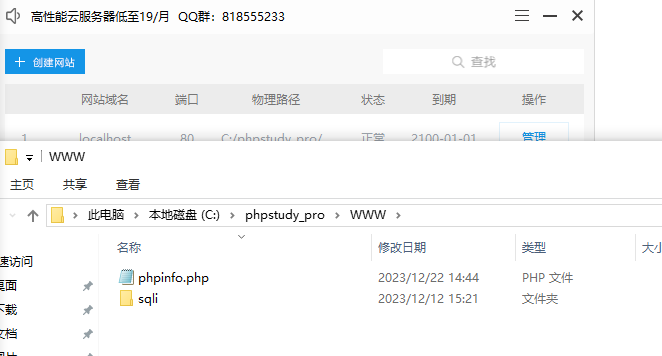 高性能云服务器低至19/月 QQ群：818555233
创建网站
查找
网站域名 端口 物理路径 状态 到期 操作
1 localhost 80 C:/phpstudy_pro/ 正常 2100-01-01 管理
WWW
主页 共享 查看
此电脑 本地磁盘 (C:) phpstudy_pro WWW
名称 修改日期 类型 大小
速访问
phpinfo.php 2023/12/22 14:44 PHP 文件
桌面
sqli 2023/12/12 15:21 文件夹
下载
文档
图片